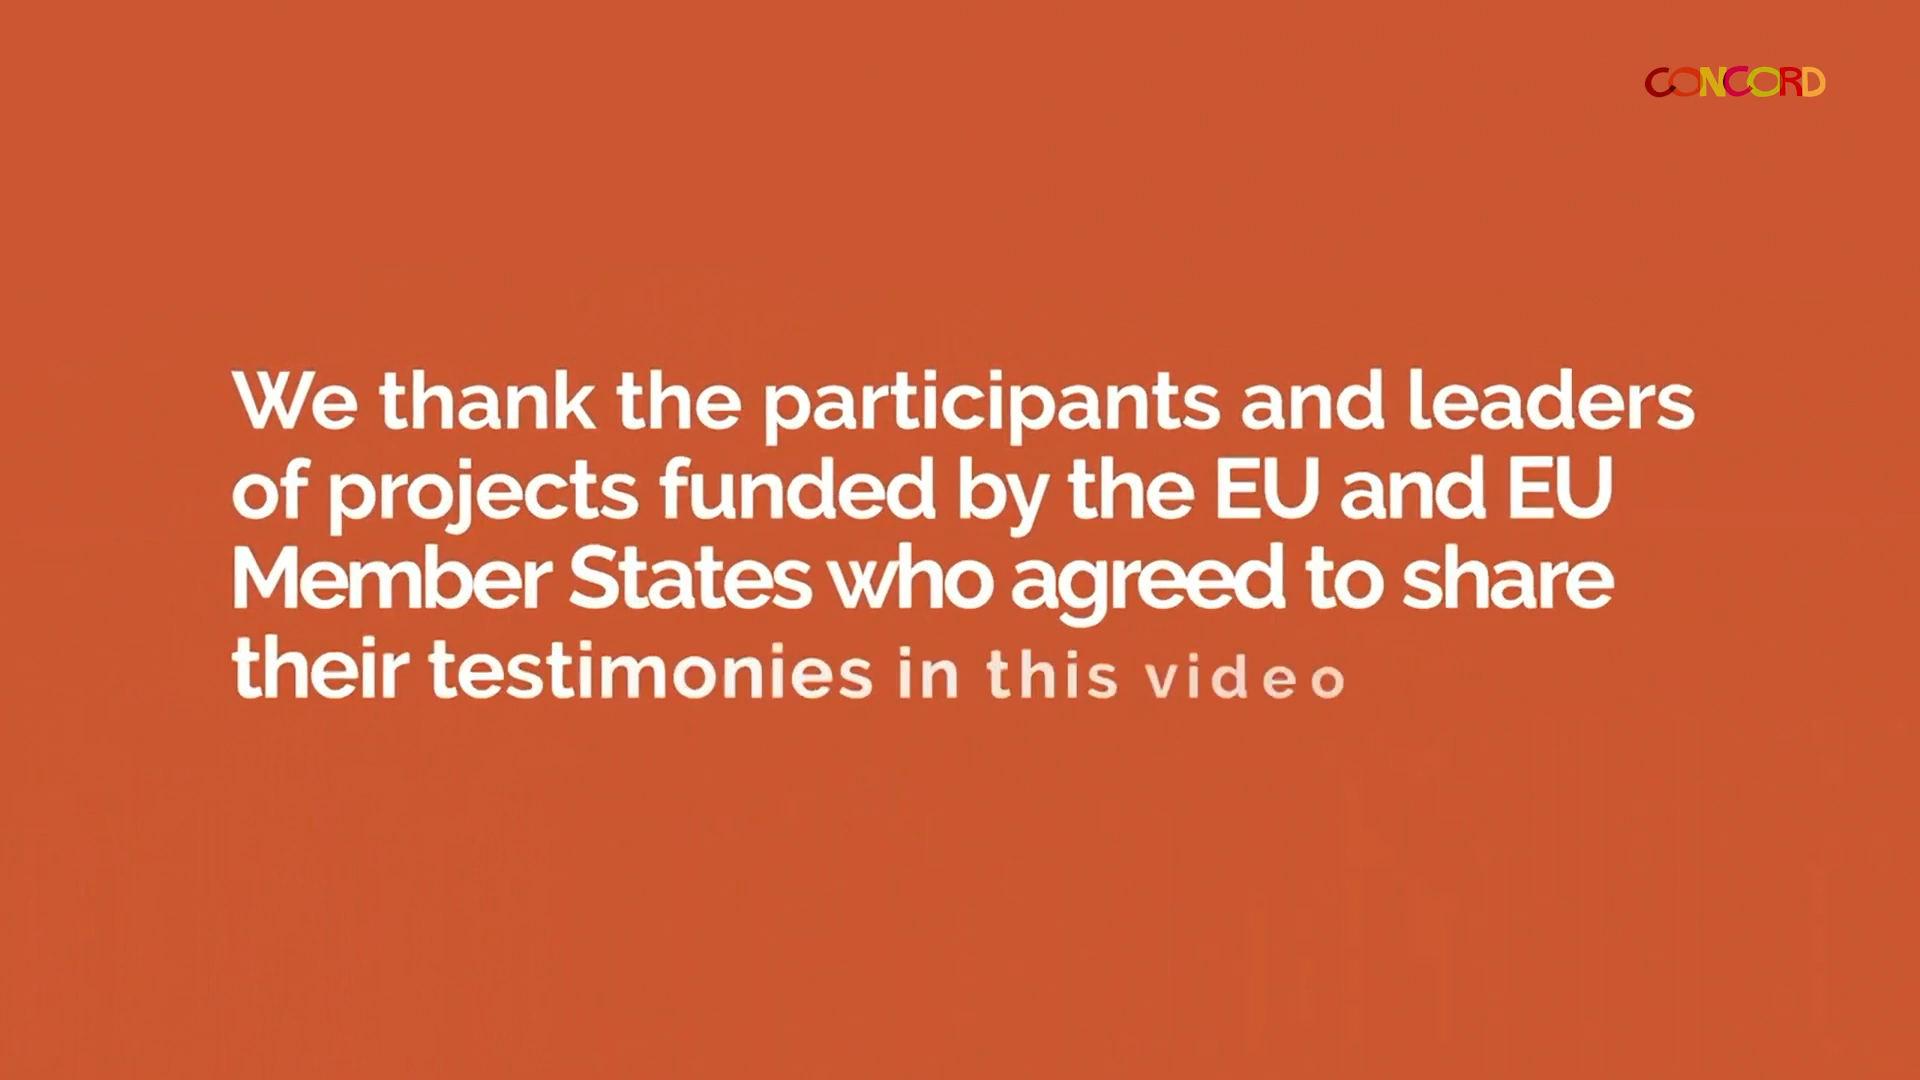 CONCORD
We thank the participants and leaders
of projects funded by the EU and EU
Member States who agreed to share
their testimonies in this video